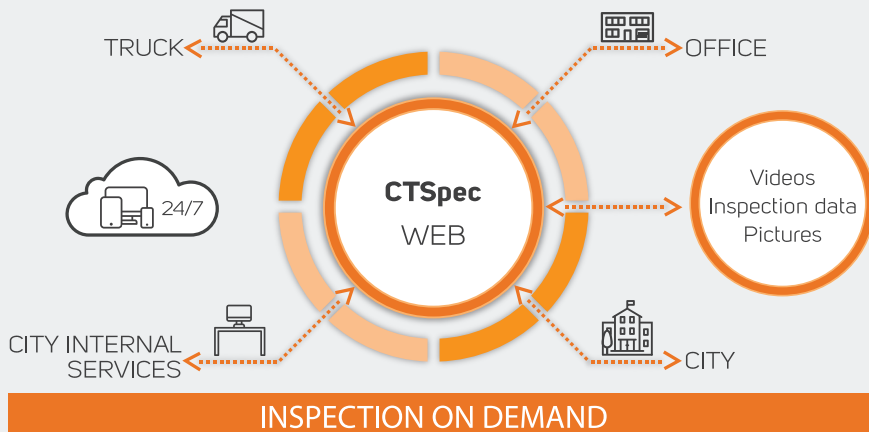 TRUCK
OFFICE
24/7
CTSpec
WEB
Videos
Inspection data
Pictures
CITY INTERNAL
SERVICES
CITY
INSPECTION ON DEMAND